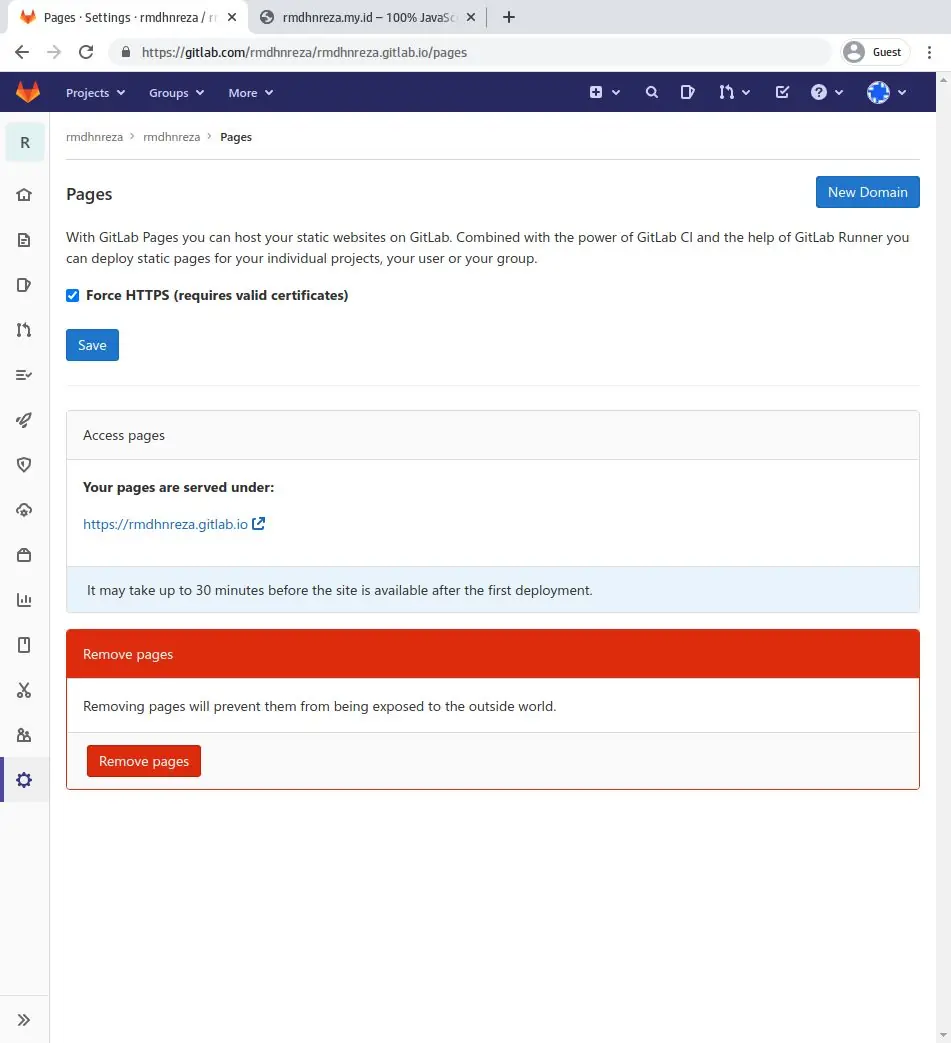 Pages · Settings · rmdhnreza / r
rmdhnreza.my.id – 100% JavaSc
https://gitlab.com/rmdhnreza/rmdhnreza.gitlab.io/pages
Guest
Projects
Groups
More
R
rmdhnreza › rmdhnreza › Pages
Pages
New Domain
With GitLab Pages you can host your static websites on GitLab. Combined with the power of GitLab CI and the help of GitLab Runner you
can deploy static pages for your individual projects, your user or your group.
Force HTTPS (requires valid certificates)
Save
Access pages
Your pages are served under:
https://rmdhnreza.gitlab.io
It may take up to 30 minutes before the site is available after the first deployment.
Remove pages
Removing pages will prevent them from being exposed to the outside world.
Remove pages